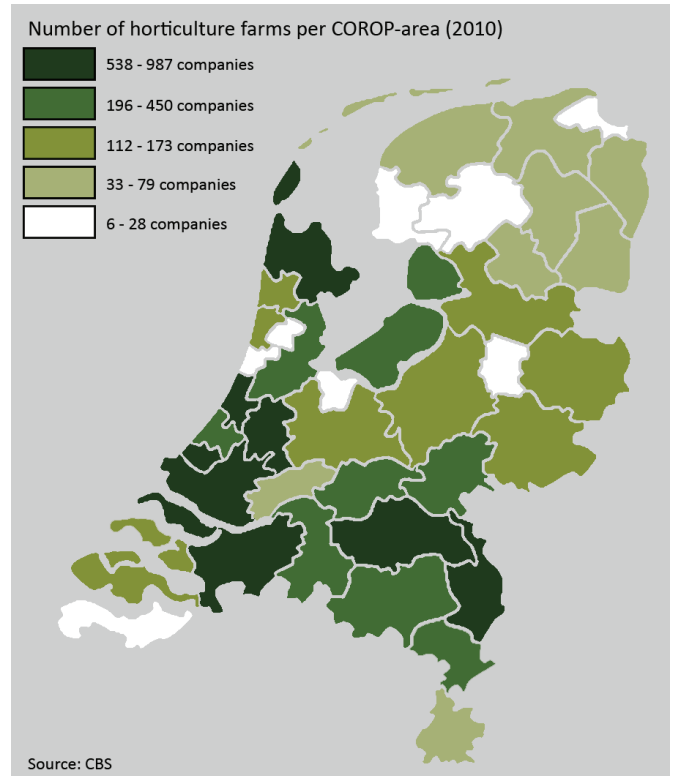 Number of horticulture farms per COROP-area (2010)
538 - 987 companies
196 - 450 companies
112 - 173 companies
33 - 79 companies
6 - 28 companies
Source: CBS